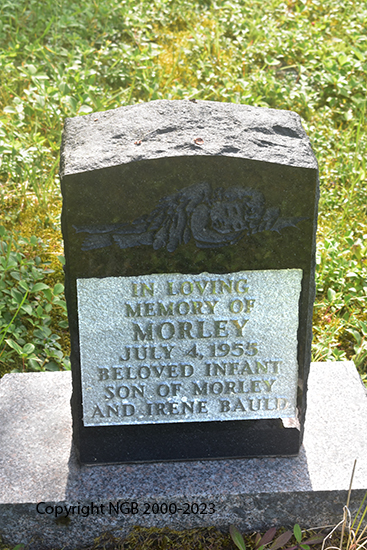 IN LOVING
MEMORY OF
MORLEY
JULY 4, 1955
BELOVED INFANT
SON OF MORLEY
AND IRENE BAULD
Copyright NGB 2000-2023